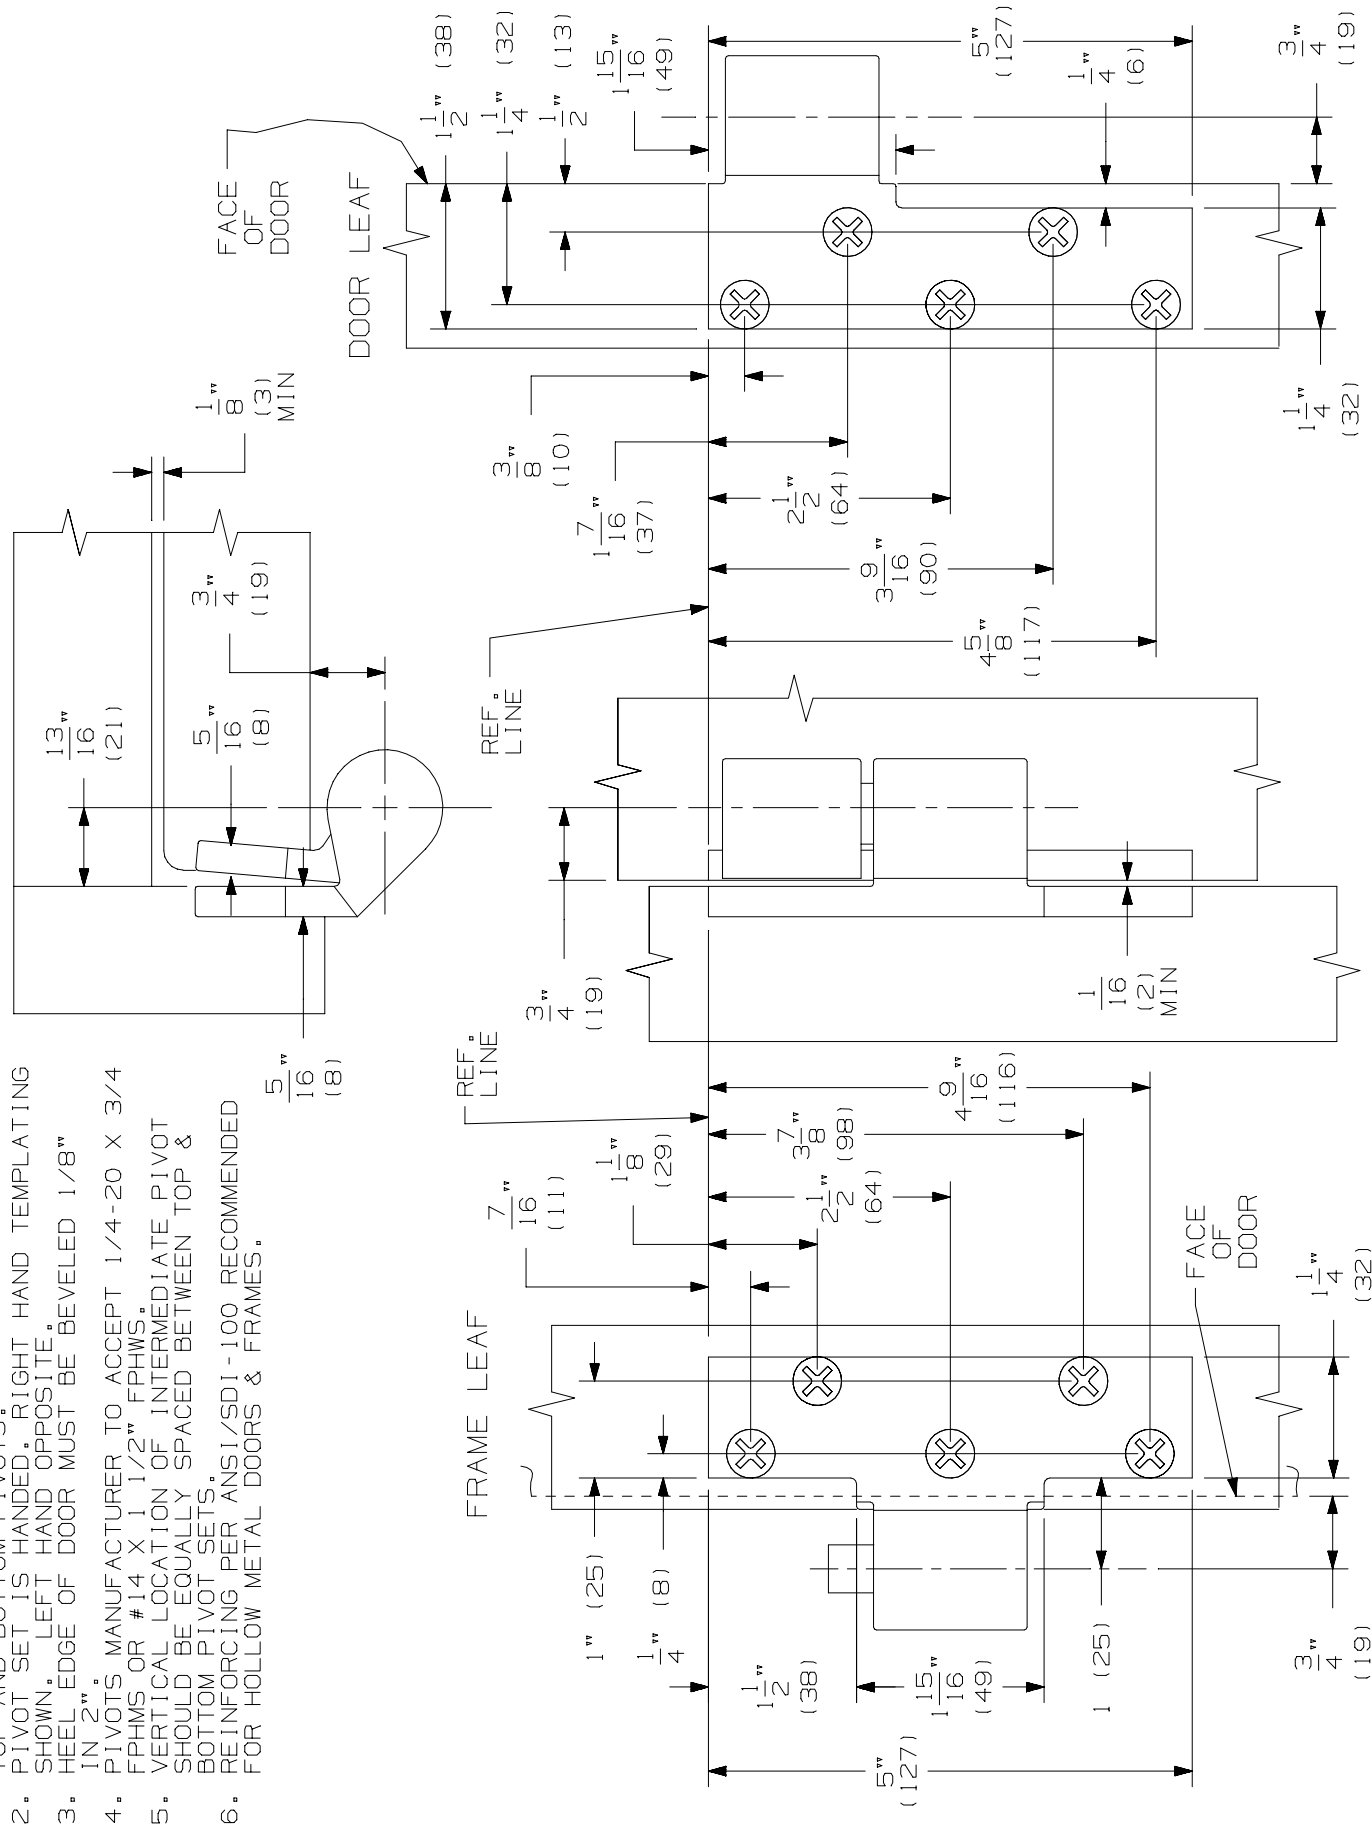 TOP AND BOTTOM PIVOTS.
2. PIVOT SET IS HANDED. RIGHT HAND TEMPLATING
SHOWN. LEFT HAND OPPOSITE.
3. HEEL EDGE OF DOOR MUST BE BEVELED 1/8"
IN 2".
4. PIVOTS MANUFACTURER TO ACCEPT 1/4-20 X 3/4
FPHMS OR #14 X 1 1/2" FPHWS.
5. VERTICAL LOCATION OF INTERMEDIATE PIVOT
SHOULD BE EQUALLY SPACED BETWEEN TOP &
BOTTOM PIVOT SETS.
6. REINFORCING PER ANSI/SDI-100 RECOMMENDED
FOR HOLLOW METAL DOORS & FRAMES.
13/16"
(21)
5/16"
(8)
3/4"
(19)
1/8"
(3)
MIN
5/16"
(8)
FRAME LEAF
1" (25)
1/4" (8)
1 1/2"
(38)
1 15/16"
(49)
5"
(127)
7/16"
(11)
1 1/8"
(29)
2 1/2"
(64)
3 7/8"
(98)
4 9/16"
(116)
REF.
LINE
1 (25)
3/4"
(19)
1 1/4"
(32)
FACE
OF
DOOR
3/4"
(19)
1/16"
(2)
MIN
REF.
LINE
DOOR LEAF
FACE
OF
DOOR
1 1/2" (38)
1 1/4" (32)
1/2" (13)
1 15/16"
(49)
5"
(127)
1/4"
(6)
3/4"
(19)
3/8"
(10)
1 7/16"
(37)
2 1/2"
(64)
3 9/16"
(90)
4 5/8"
(117)
1 1/4"
(32)